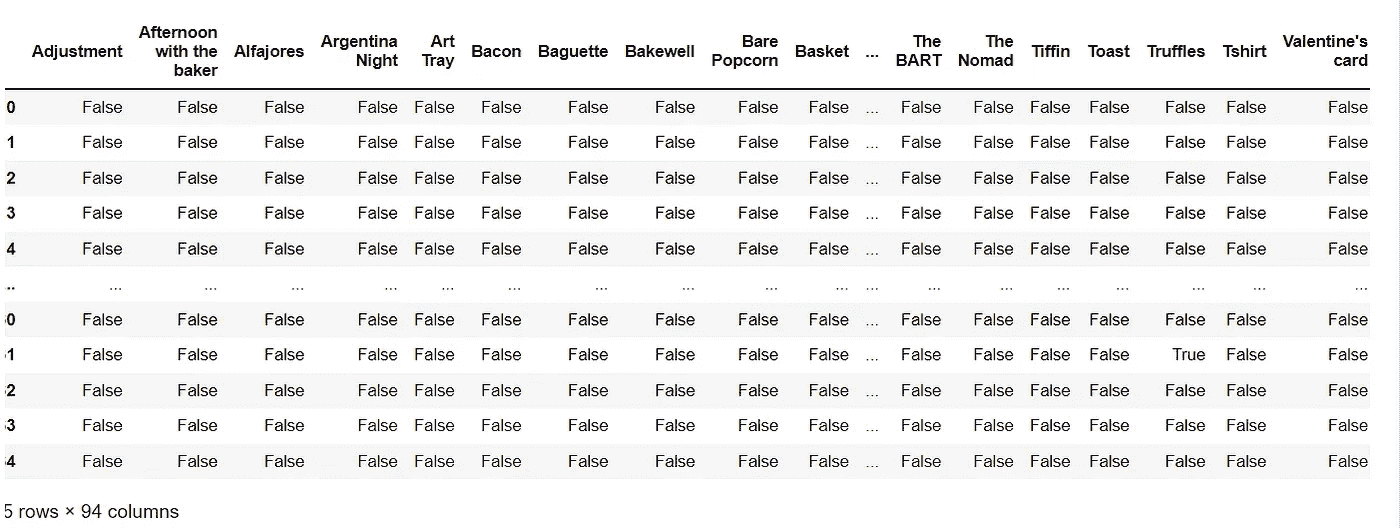 Adjustment Afternoon with the baker Alfajores Argentina Night Art Tray Bacon Baguette Bakewell Bare Popcorn Basket ... The BART The Nomad Tiffin Toast Truffles Tshirt Valentine's card
0 False False False False False False False False False False ... False False False False False False False
1 False False False False False False False False False False ... False False False False False False False
2 False False False False False False False False False False ... False False False False False False False
3 False False False False False False False False False False ... False False False False False False False
4 False False False False False False False False False False ... False False False False False False False
.. ... ... ... ... ... ... ... ... ... ... ... ... ... ... ... ... ... ...
0 False False False False False False False False False False ... False False False False False False False
1 False False False False False False False False False False ... False False False False True False False
2 False False False False False False False False False False ... False False False False False False False
3 False False False False False False False False False False ... False False False False False False False
4 False False False False False False False False False False ... False False False False False False False
5 rows × 94 columns